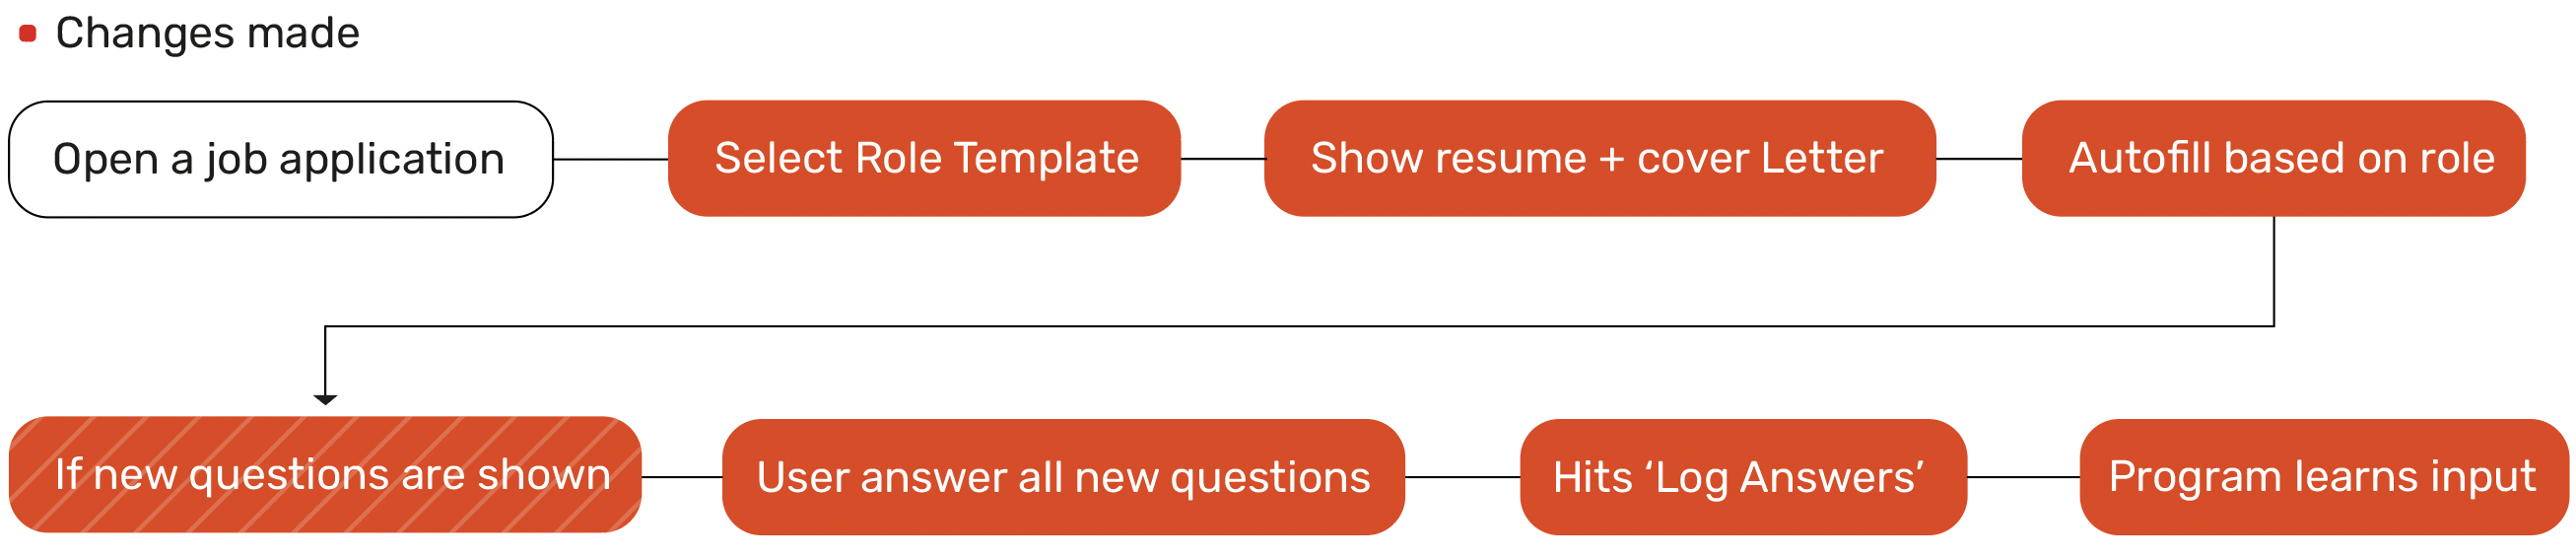 Changes made
Open a job application
Select Role Template
Show resume + cover Letter
Autofill based on role
If new questions are shown
User answer all new questions
Hits ‘Log Answers’
Program learns input